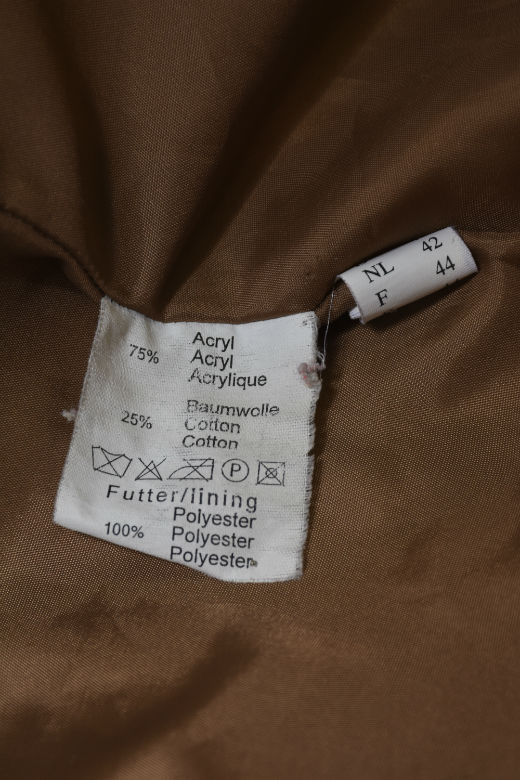 NL 42
F 44
75% Acryl
Acryl
Acrylique
25% Baumwolle
Cotton
Cotton
P
Futter/lining
100% Polyester
Polyester
Polyester